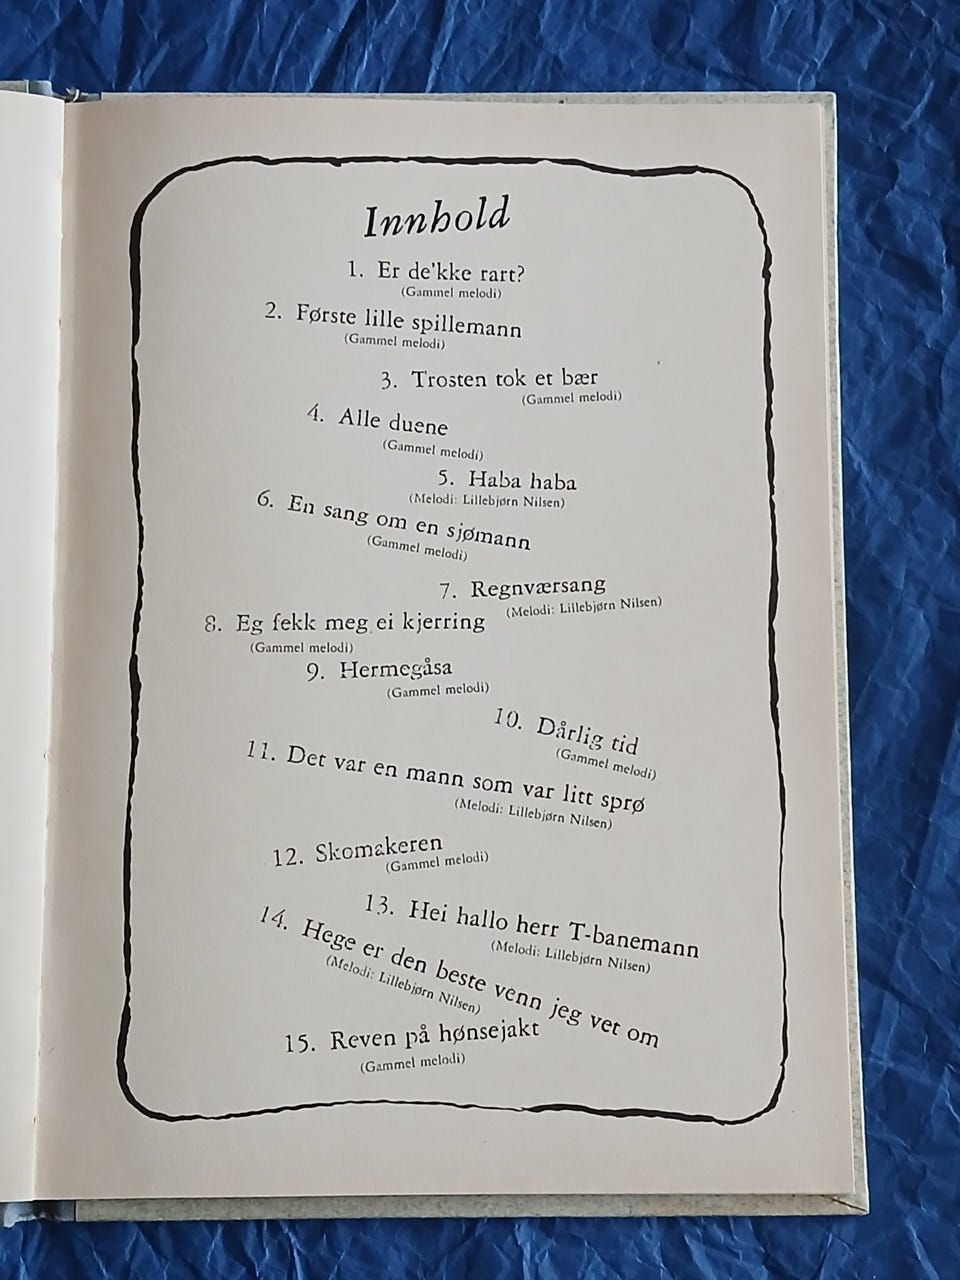 Innhold
1. Er de'kke rart?
(Gammel melodi)
2. Første lille spillemann
(Gammel melodi)
3. Trosten tok et bær
(Gammel melodi)
4. Alle duene
(Gammel melodi)
5. Haba haba
(Melodi: Lillebjørn Nilsen)
6. En sang om en sjømann
(Gammel melodi)
7. Regnværsang
(Melodi: Lillebjørn Nilsen)
8. Eg fekk meg ei kjerring
(Gammel melodi)
9. Hermegåsa
(Gammel melodi)
10. Dårlig tid
(Gammel melodi)
11. Det var en mann som var litt sprø
(Melodi: Lillebjørn Nilsen)
12. Skomakeren
(Gammel melodi)
13. Hei hallo herr T-banemann
(Melodi: Lillebjørn Nilsen)
14. Hege er den beste venn jeg vet om
(Melodi: Lillebjørn Nilsen)
15. Reven på hønsejakt
(Gammel melodi)